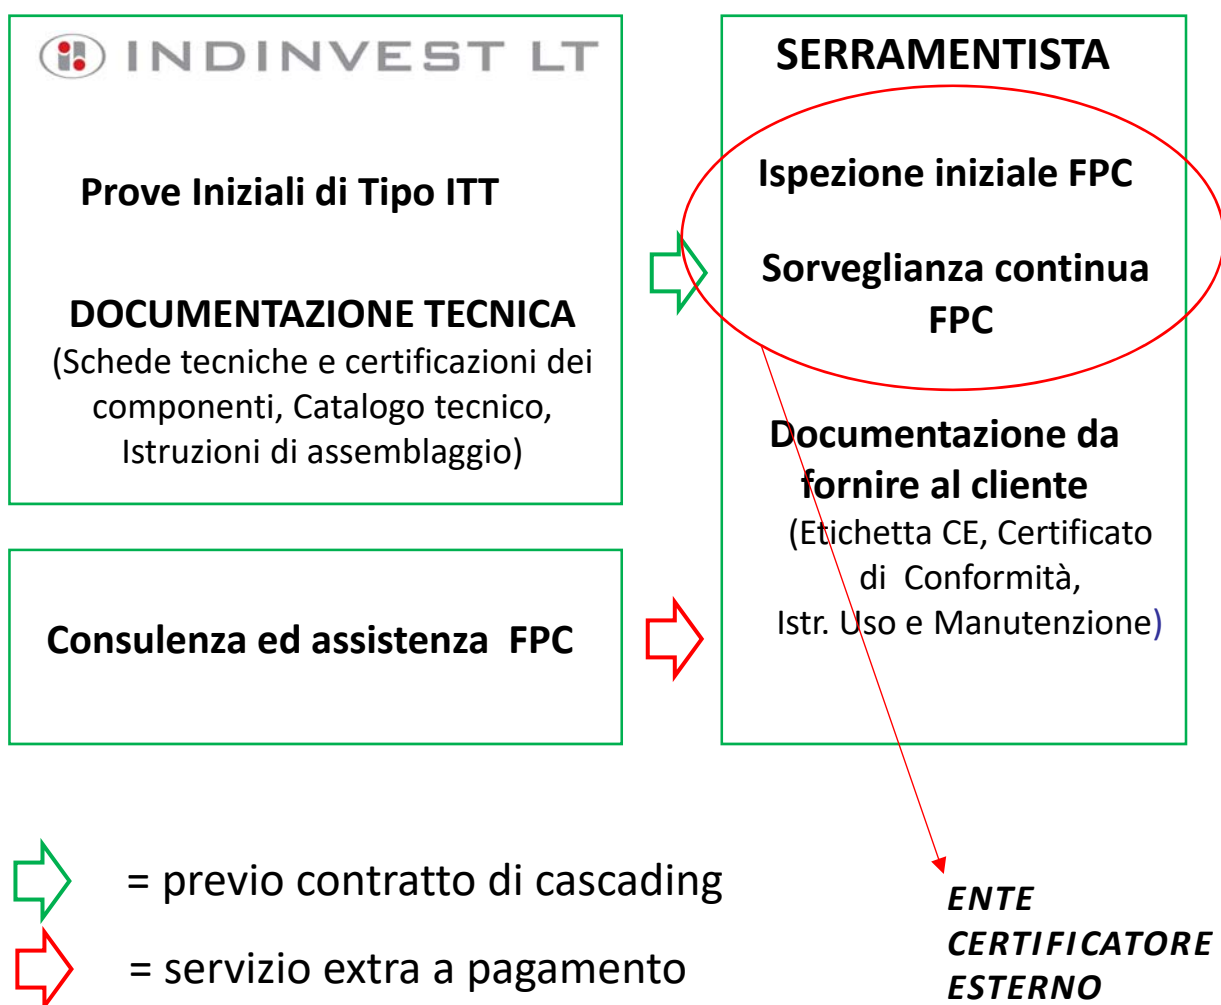 INDINVEST LT
Prove Iniziali di Tipo ITT
DOCUMENTAZIONE TECNICA
(Schede tecniche e certificazioni dei
componenti, Catalogo tecnico,
Istruzioni di assemblaggio)
Consulenza ed assistenza FPC
SERRAMENTISTA
Ispezione iniziale FPC
Sorveglianza continua
FPC
Documentazione da
fornire al cliente
(Etichetta CE, Certificato
di Conformità,
Istr. Uso e Manutenzione)
= previo contratto di cascading
= servizio extra a pagamento
ENTE
CERTIFICATORE
ESTERNO